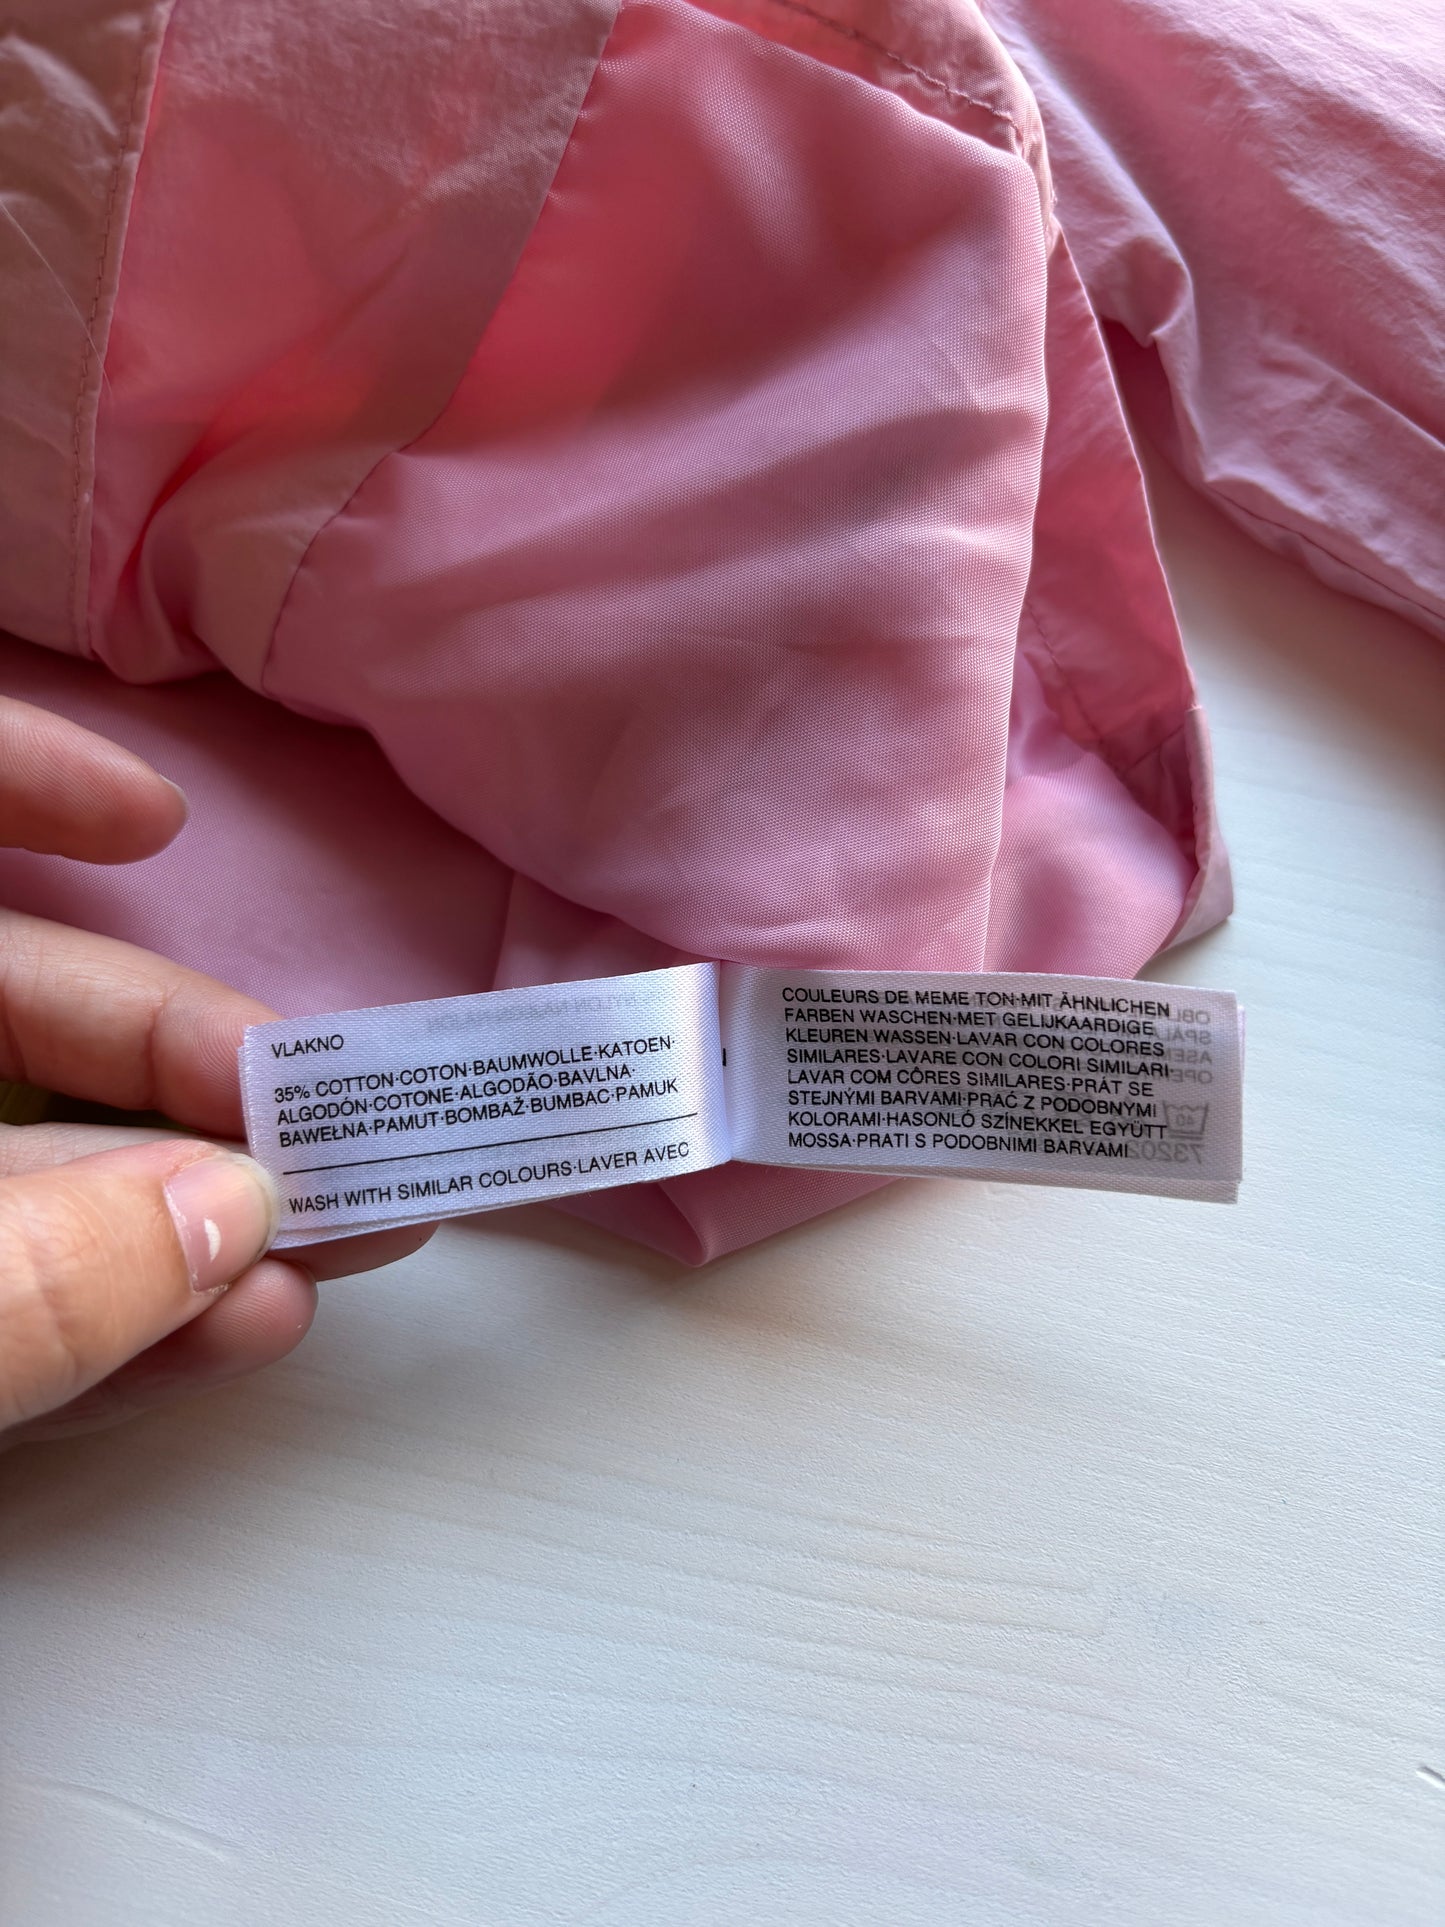 VLAKNO
35% COTTON·COTON·BAUMWOLLE·KATOEN·
ALGODÓN·COTONE·ALGODÃO·BAVLNA·
BAWEŁNA·PAMUT·BOMBAŽ·BUMBAC·PAMUK
WASH WITH SIMILAR COLOURS·LAVER AVEC
COULEURS DE MEME TON·MIT ÄHNLICHEN
FARBEN WASCHEN·MET GELIJKAARDIGE
KLEUREN WASSEN·LAVAR CON COLORES
SIMILARES·LAVARE CON COLORI SIMILARI·
LAVAR COM CÔRES SIMILARES·PRÁT SE
STEJNÝMI BARVAMI·PRAĆ Z PODOBNYMI
KOLORAMI·HASONLÓ SZÍNEKKEL EGYÜTT
MOSSA·PRATI S PODOBNIMI BARVAMI